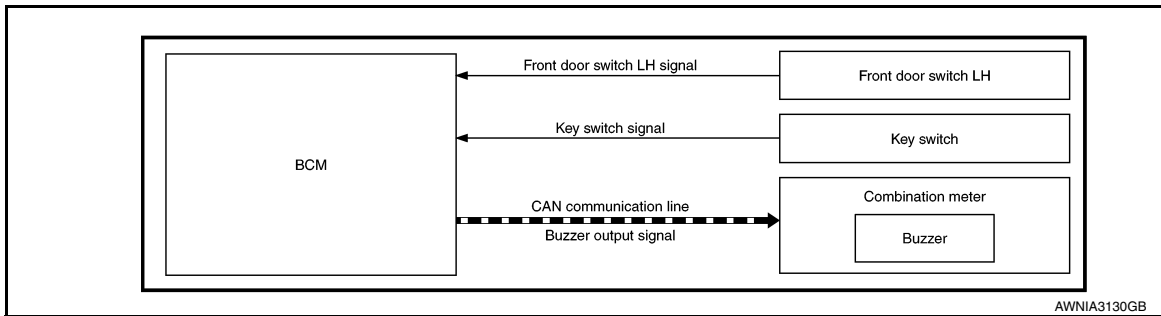 Front door switch LH signal
Front door switch LH
Key switch signal
Key switch
BCM
CAN communication line
Buzzer output signal
Combination meter
Buzzer
AWNIA3130GB